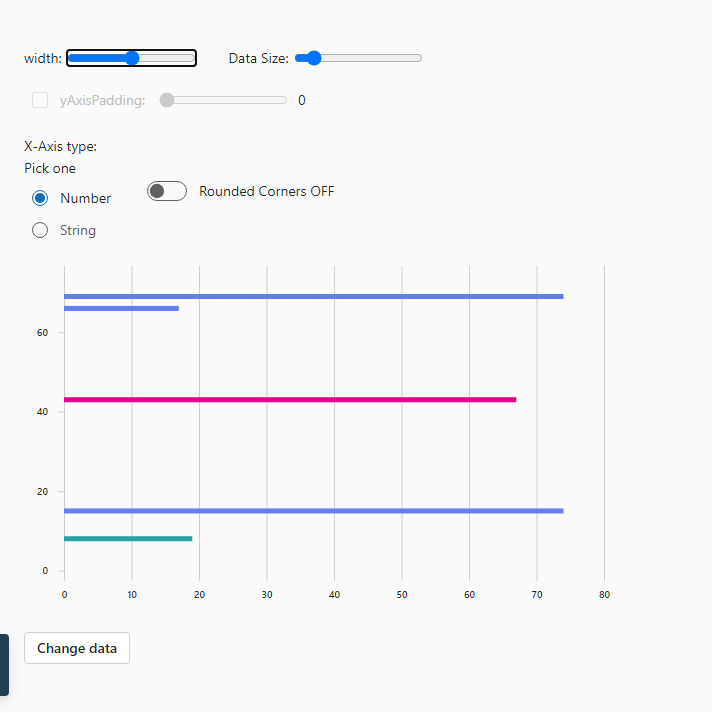 width: Data Size:
yAxisPadding: 0
X-Axis type:
Pick one
Number
Rounded Corners OFF
String
60
40
20
0
0 10 20 30 40 50 60 70 80
Change data